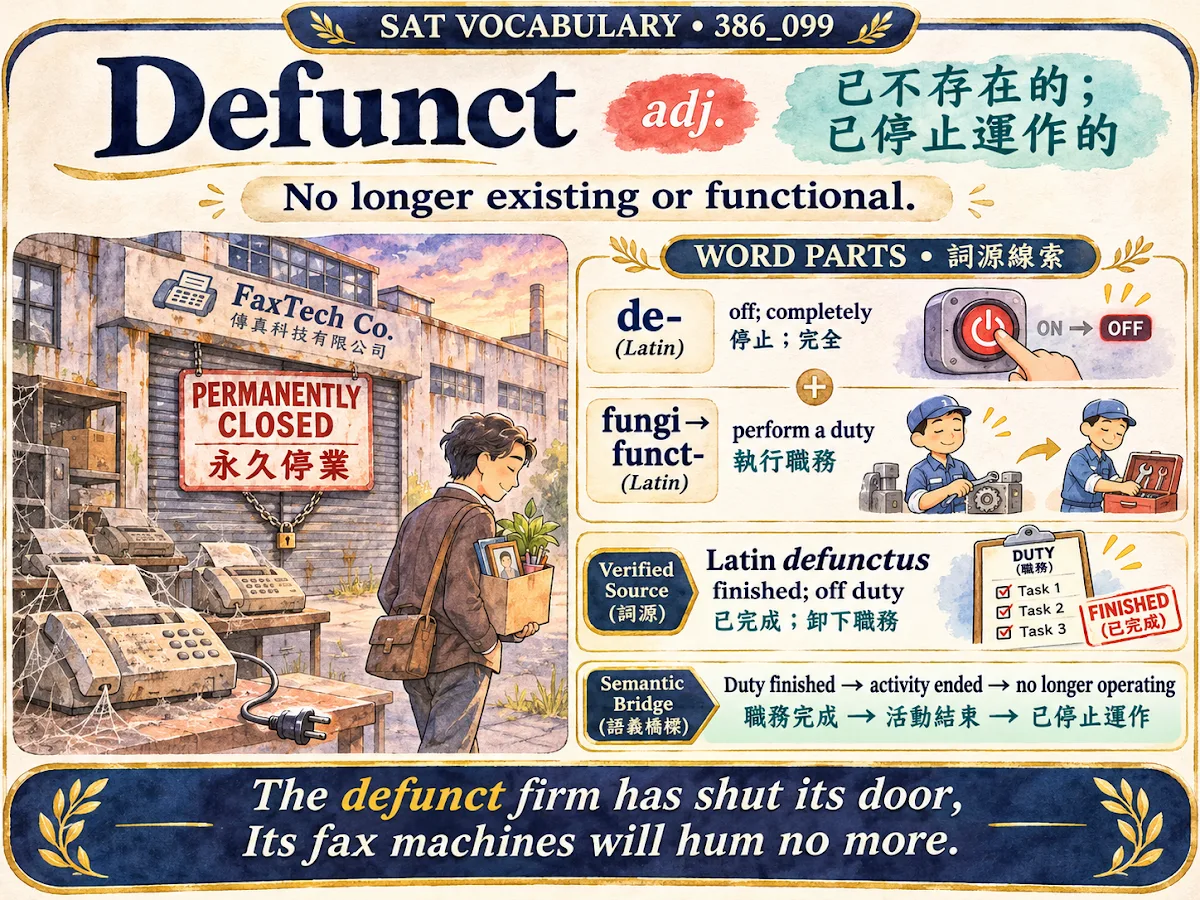 SAT VOCABULARY • 386_099
Defunct
adj.
已不存在的；
已停止運作的
No longer existing or functional.
FaxTech Co.
傳真科技有限公司
PERMANENTLY
CLOSED
永久停業
WORD PARTS • 詞源線索
de-
(Latin)
off; completely
停止；完全
ON → OFF
+
fungi→
funct-
(Latin)
perform a duty
執行職務
Verified
Source
(詞源)
Latin defunctus
finished; off duty
已完成；卸下職務
DUTY
(職務)
Task 1
Task 2
Task 3
FINISHED
(已完成)
Semantic
Bridge
(語義橋樑)
Duty finished → activity ended → no longer operating
職務完成 → 活動結束 → 已停止運作
The defunct firm has shut its door,
Its fax machines will hum no more.